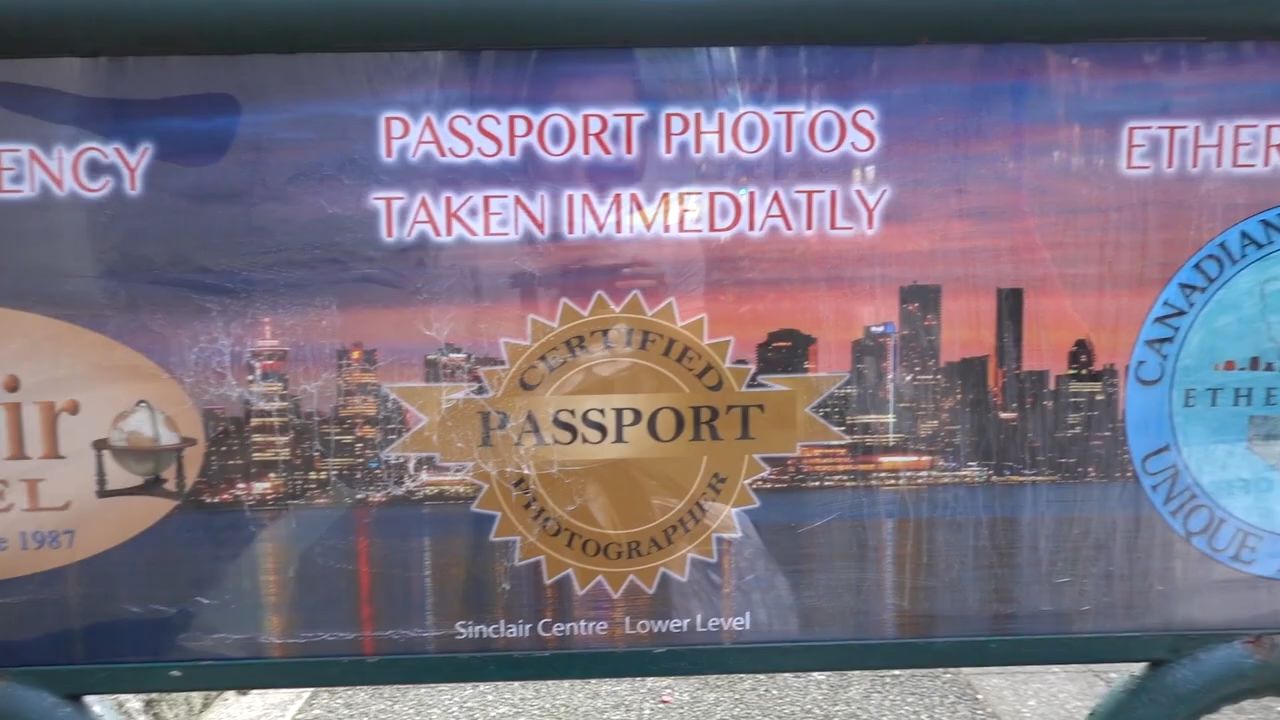 ENCY
PASSPORT PHOTOS
TAKEN IMMEDIATLY
ETHER
ir
EL
e 1987
CERTIFIED
PASSPORT
PHOTOGRAPHER
Sinclair Centre Lower Level
CANADIAN
ETHE
UNIQUE